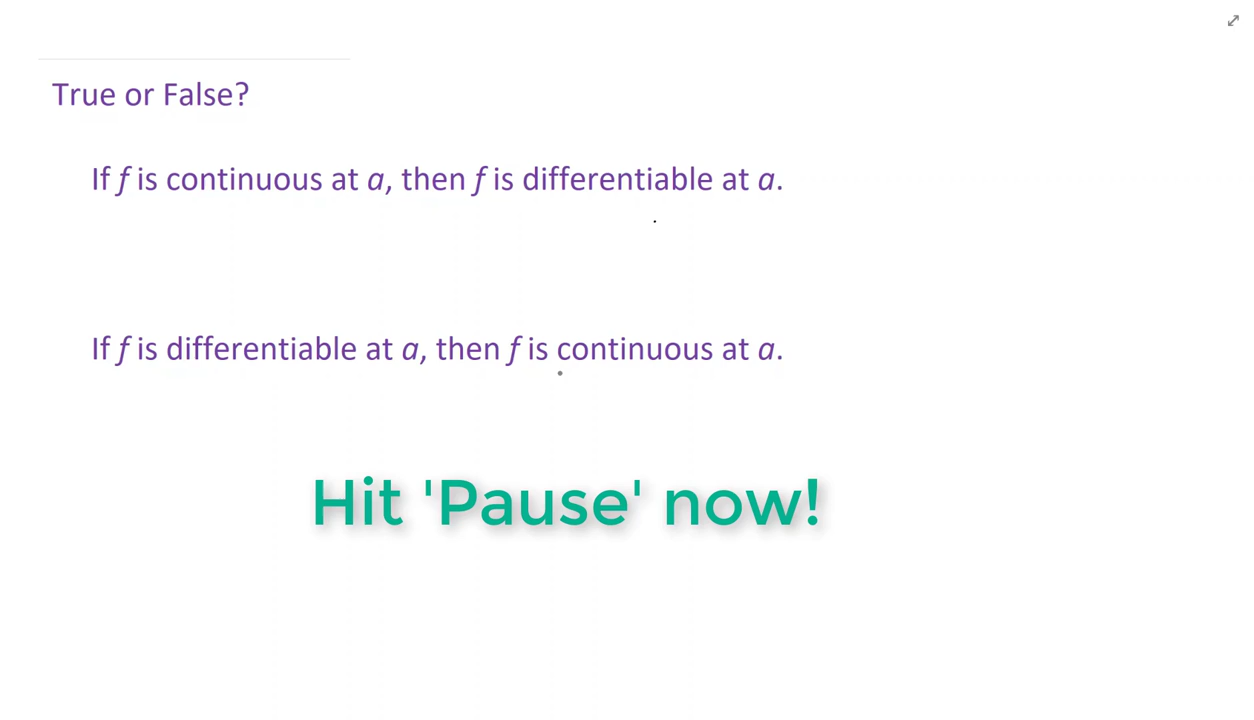 True or False?
If f is continuous at a, then f is differentiable at a.
If f is differentiable at a, then f is continuous at a.
Hit 'Pause' now!